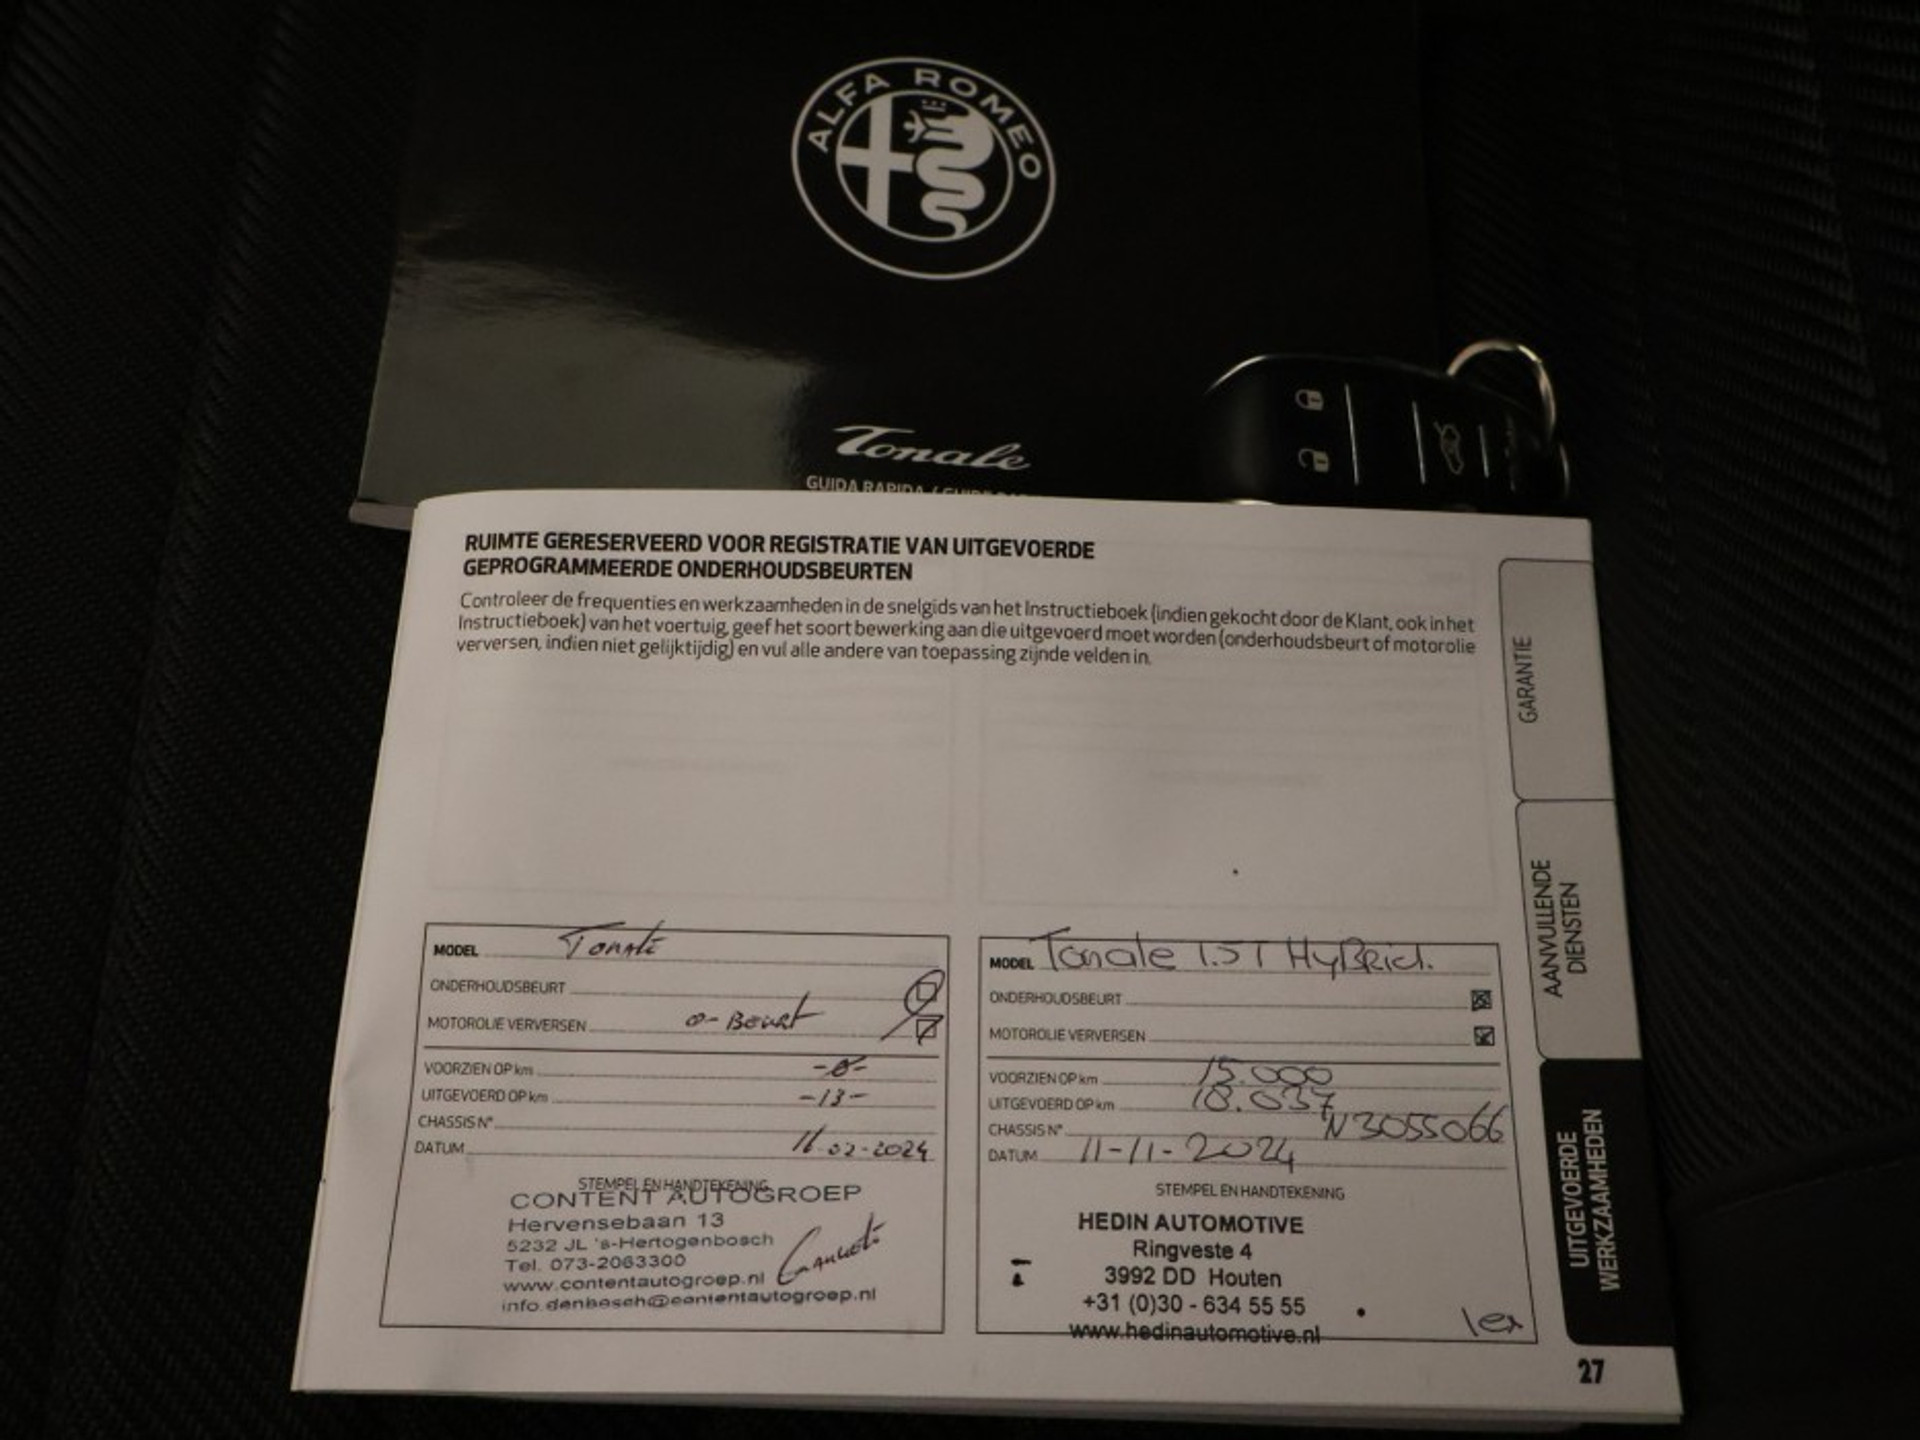 ALFA ROMEO
Tonale
GUIDA RAPIDA /
RUIMTE GERESERVEERD VOOR REGISTRATIE VAN UITGEVOERDE
GEPROGRAMMEERDE ONDERHOUDSBEURTEN
Controleer de frequenties en werkzaamheden in de snelgids van het Instructieboek (indien gekocht door de Klant, ook in het
Instructieboek) van het voertuig, geef het soort bewerking aan die uitgevoerd moet worden (onderhoudsbeurt of motorolie
verversen, indien niet gelijktijdig) en vul alle andere van toepassing zijnde velden in.
MODEL Tonale
ONDERHOUDSBEURT
MOTOROLIE VERVERSEN 0-Beurt
VOORZIEN OP km -0-
UITGEVOERD OP km -13-
CHASSIS N°
DATUM 16-02-2024
STEMPEL EN HANDTEKENING
CONTENT AUTOGROEP
Hervensebaan 13
5232 JL 's-Hertogenbosch
Tel. 073-2063300
www.contentautogroep.nl
info.denbosch@contentautogroep.nl
MODEL Tonale 1.5T HyBrid.
ONDERHOUDSBEURT
MOTOROLIE VERVERSEN
VOORZIEN OP km 15.000
UITGEVOERD OP km 18.037
CHASSIS N° N3055066
DATUM 11-11-2024
STEMPEL EN HANDTEKENING
HEDIN AUTOMOTIVE
Ringveste 4
3992 DD Houten
+31 (0)30 - 634 55 55
www.hedinautomotive.nl
GARANTIE
AANVULLENDE
DIENSTEN
UITGEVOERDE
WERKZAAMHEDEN
27